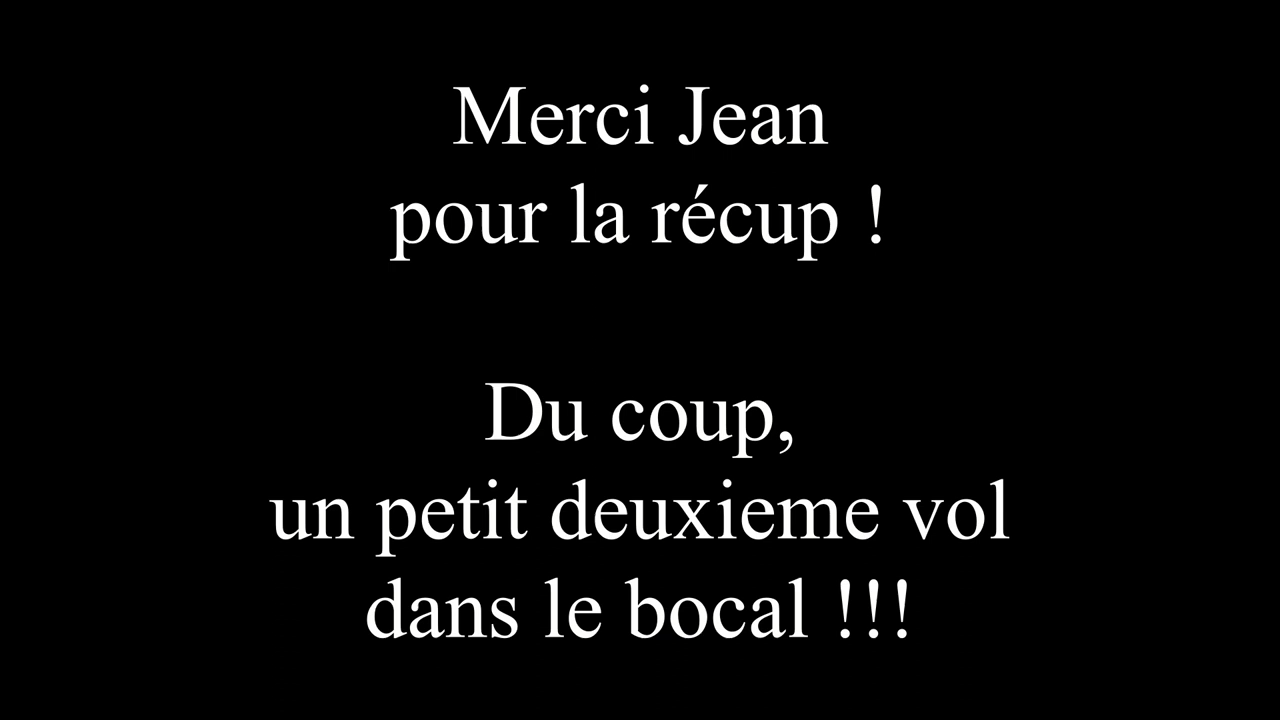 Merci Jean
pour la récup !
Du coup,
un petit deuxieme vol
dans le bocal !!!